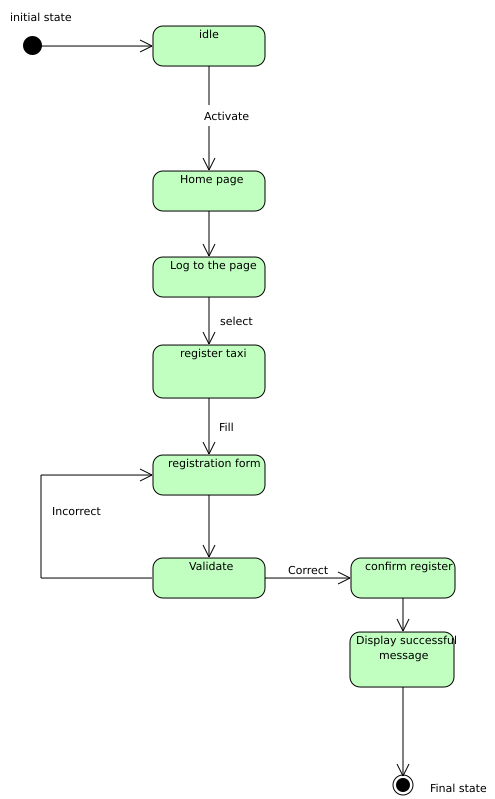 initial state
idle
Activate
Home page
Log to the page
select
register taxi
Fill
registration form
Incorrect
Validate
Correct
confirm register
Display successful
message
Final state